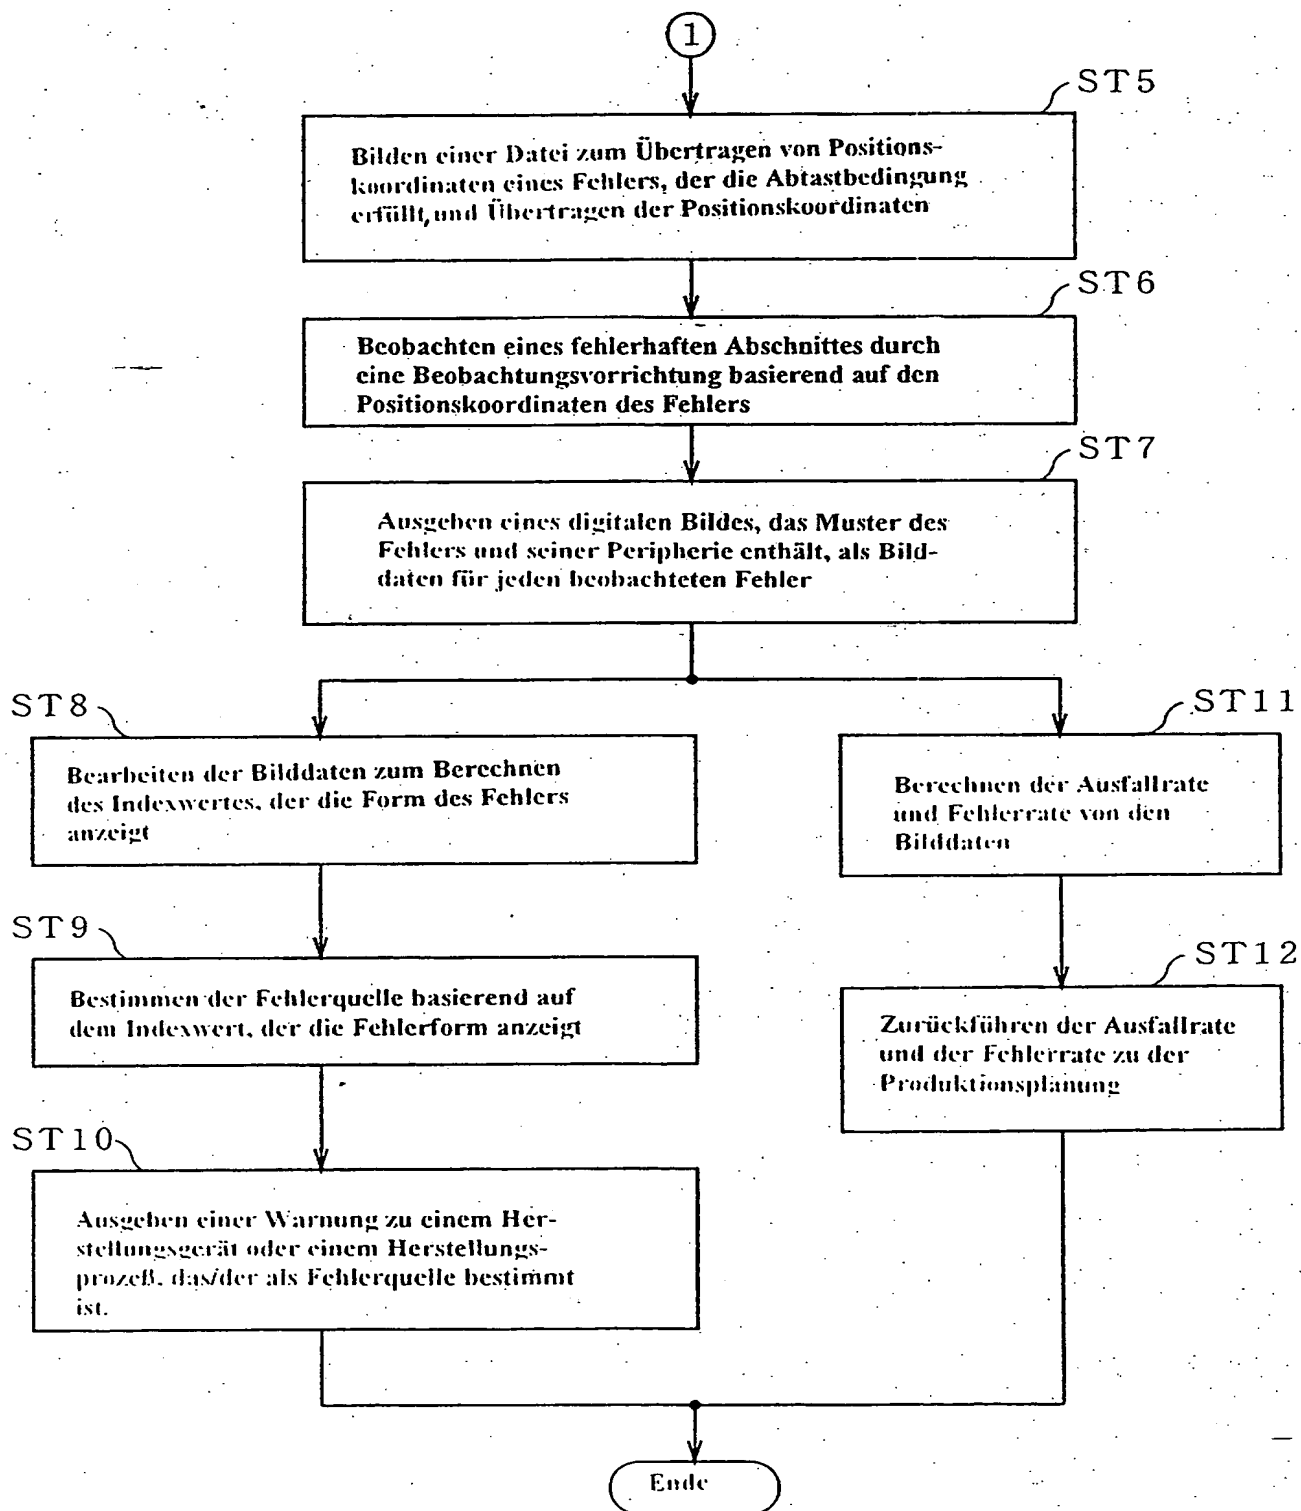 1
ST5
Bilden einer Datei zum Übertragen von Positions-
koordinaten eines Fehlers, der die Abtastbedingung
erfüllt, und Übertragen der Positionskoordinaten
ST6
Beobachten eines fehlerhaften Abschnittes durch
eine Beobachtungsvorrichtung basierend auf den
Positionskoordinaten des Fehlers
ST7
Ausgeben eines digitalen Bildes, das Muster des
Fehlers und seiner Peripherie enthält, als Bild-
daten für jeden beobachteten Fehler
ST8
Bearbeiten der Bilddaten zum Berechnen
des Indexwertes, der die Form des Fehlers
anzeigt
ST9
Bestimmen der Fehlerquelle basierend auf
dem Indexwert, der die Fehlerform anzeigt
ST10
Ausgeben einer Warnung zu einem Her-
stellungsgerät oder einem Herstellungs-
prozeß, das/der als Fehlerquelle bestimmt
ist.
ST11
Berechnen der Ausfallrate
und Fehlerrate von den
Bilddaten
ST12
Zurückführen der Ausfallrate
und der Fehlerrate zu der
Produktionsplanung
Ende